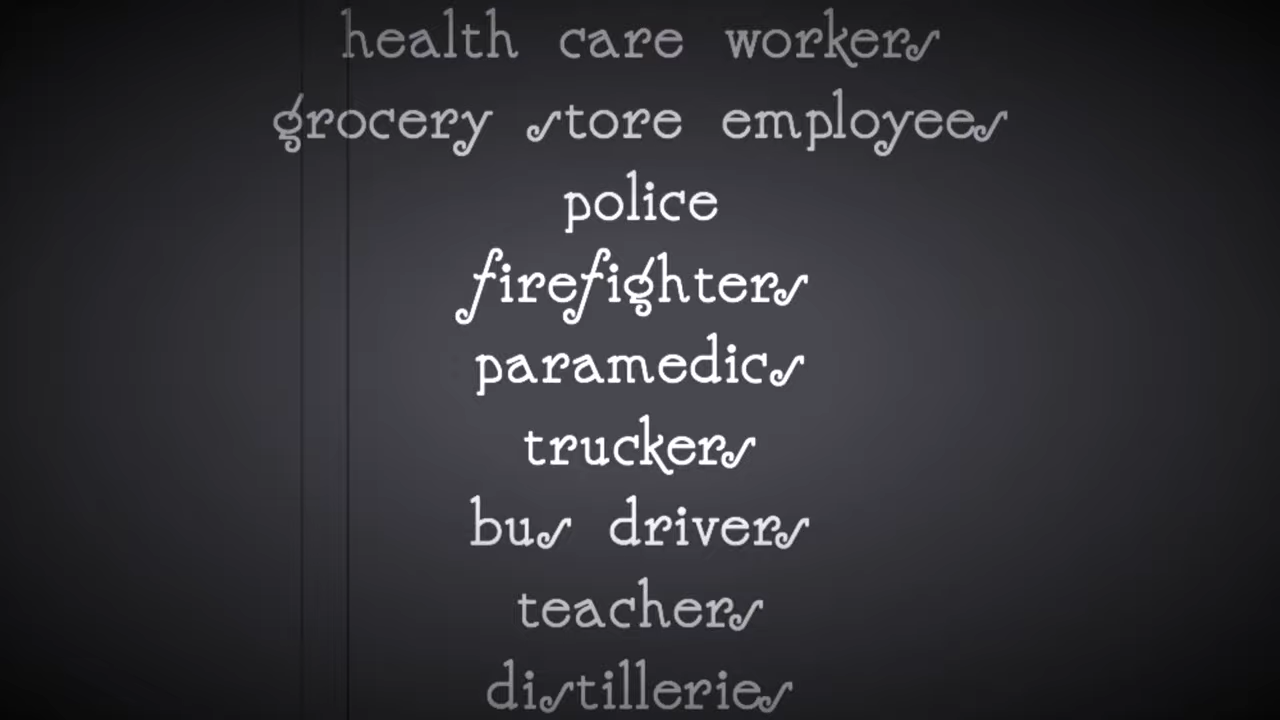 health care workers
grocery store employees
police
firefighters
paramedics
truckers
bus drivers
teachers
distilleries